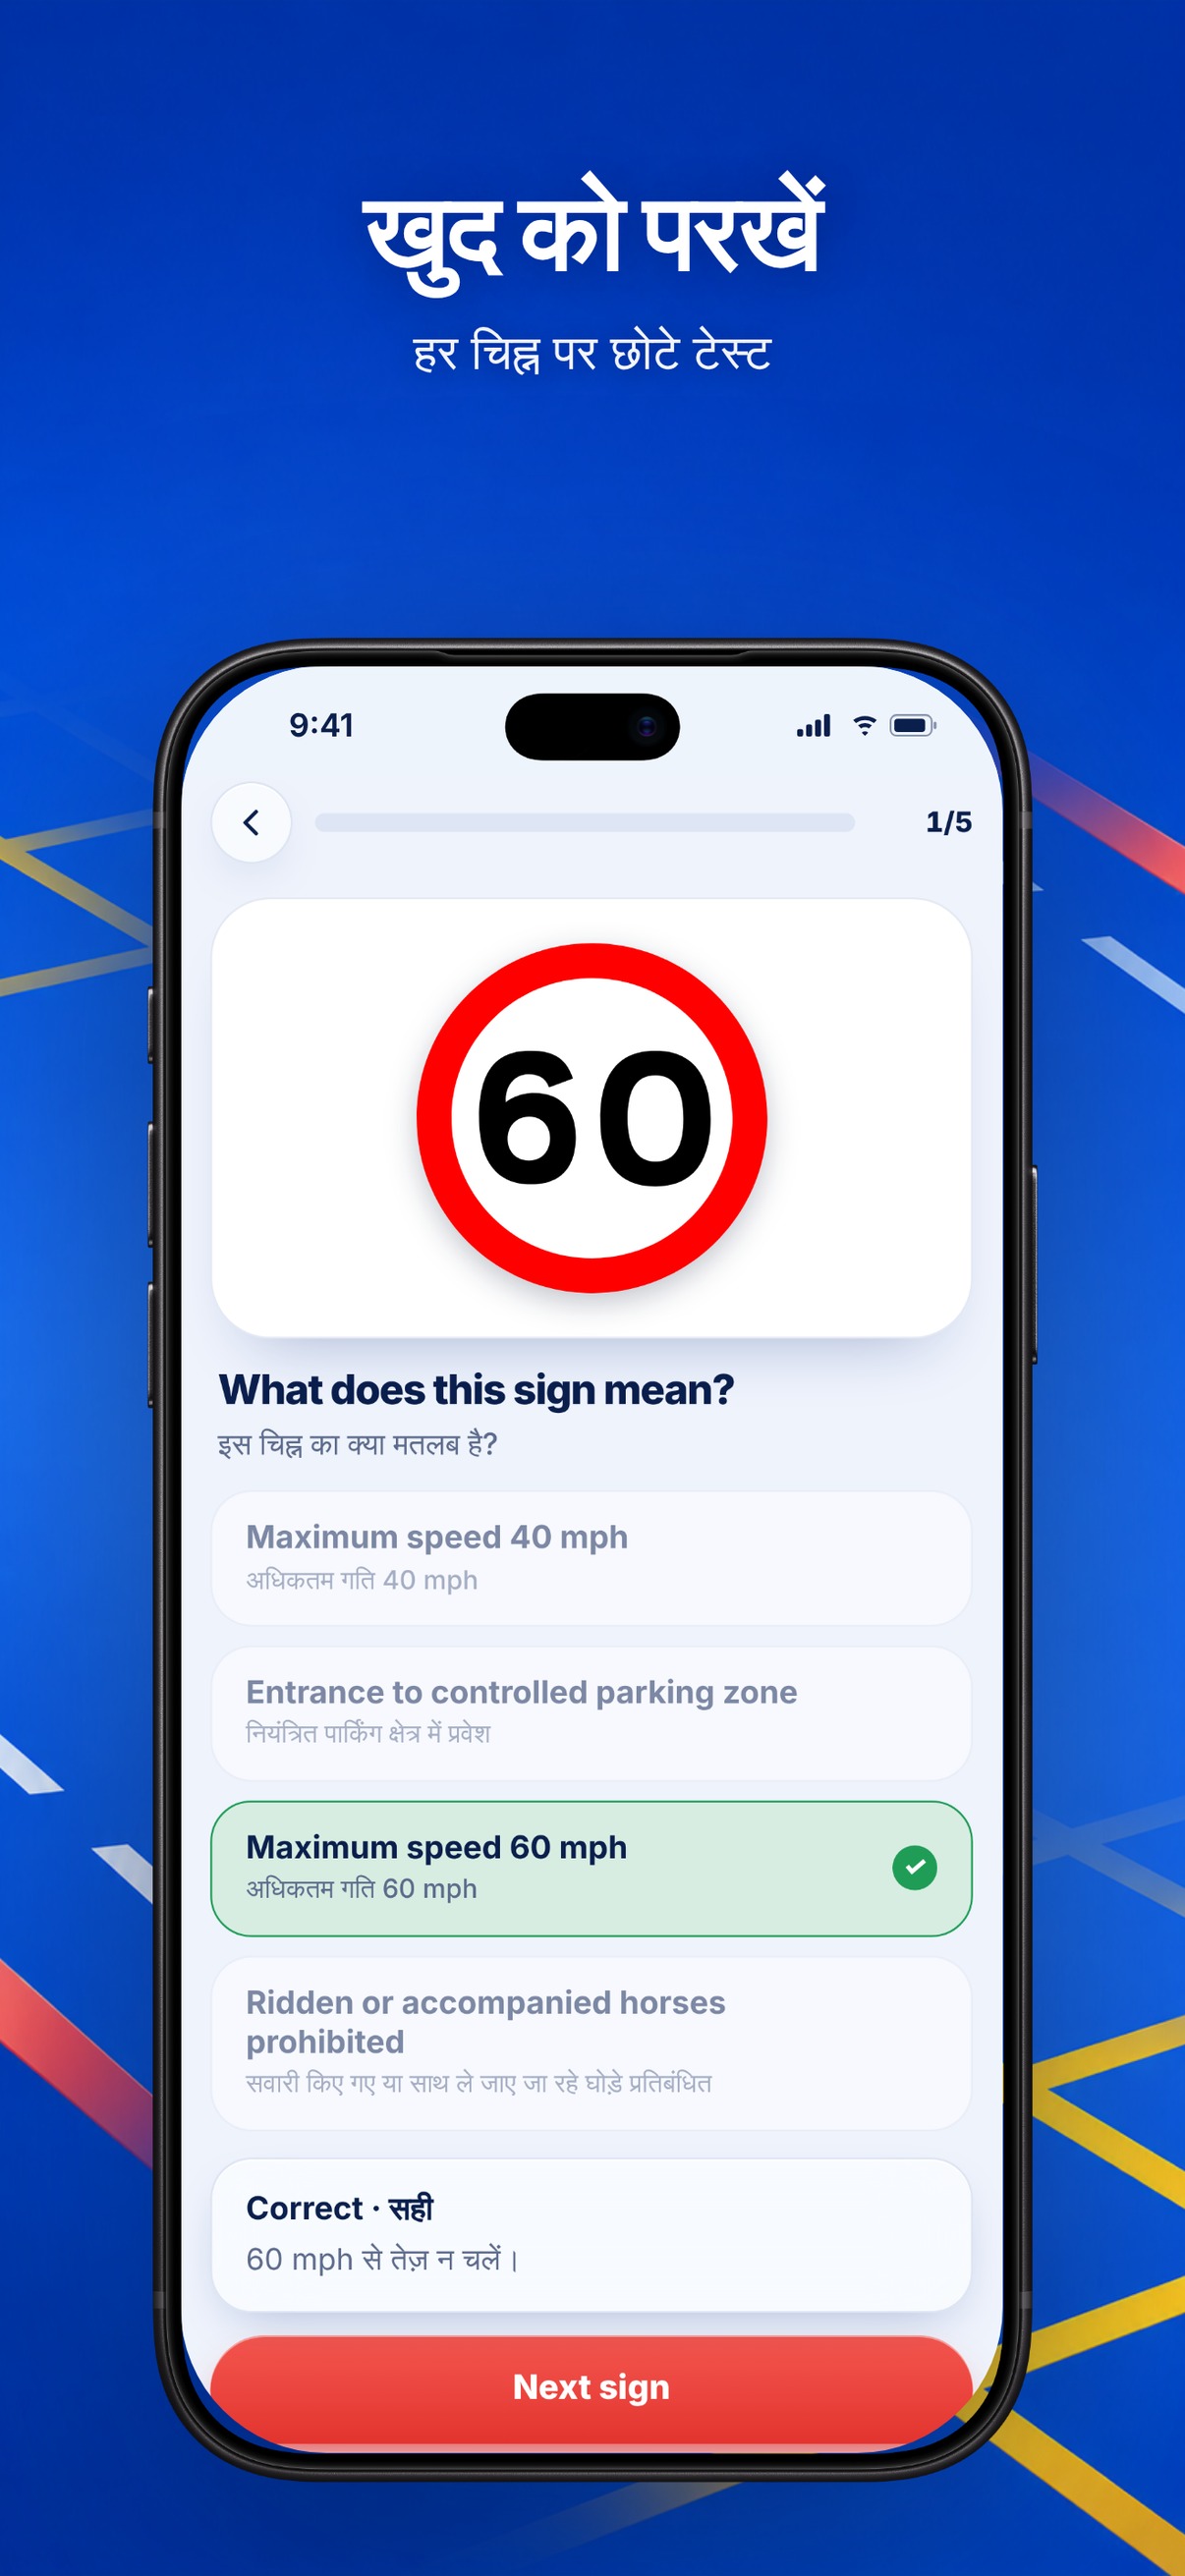 खुद को परखें
हर चिह्न पर छोटे टेस्ट
9:41
1/5
60
What does this sign mean?
इस चिह्न का क्या मतलब है?
Maximum speed 40 mph
अधिकतम गति 40 mph
Entrance to controlled parking zone
नियंत्रित पार्किंग क्षेत्र में प्रवेश
Maximum speed 60 mph
अधिकतम गति 60 mph
Ridden or accompanied horses
prohibited
सवारी किए गए या साथ ले जाए जा रहे घोड़े प्रतिबंधित
Correct · सही
60 mph से तेज़ न चलें।
Next sign